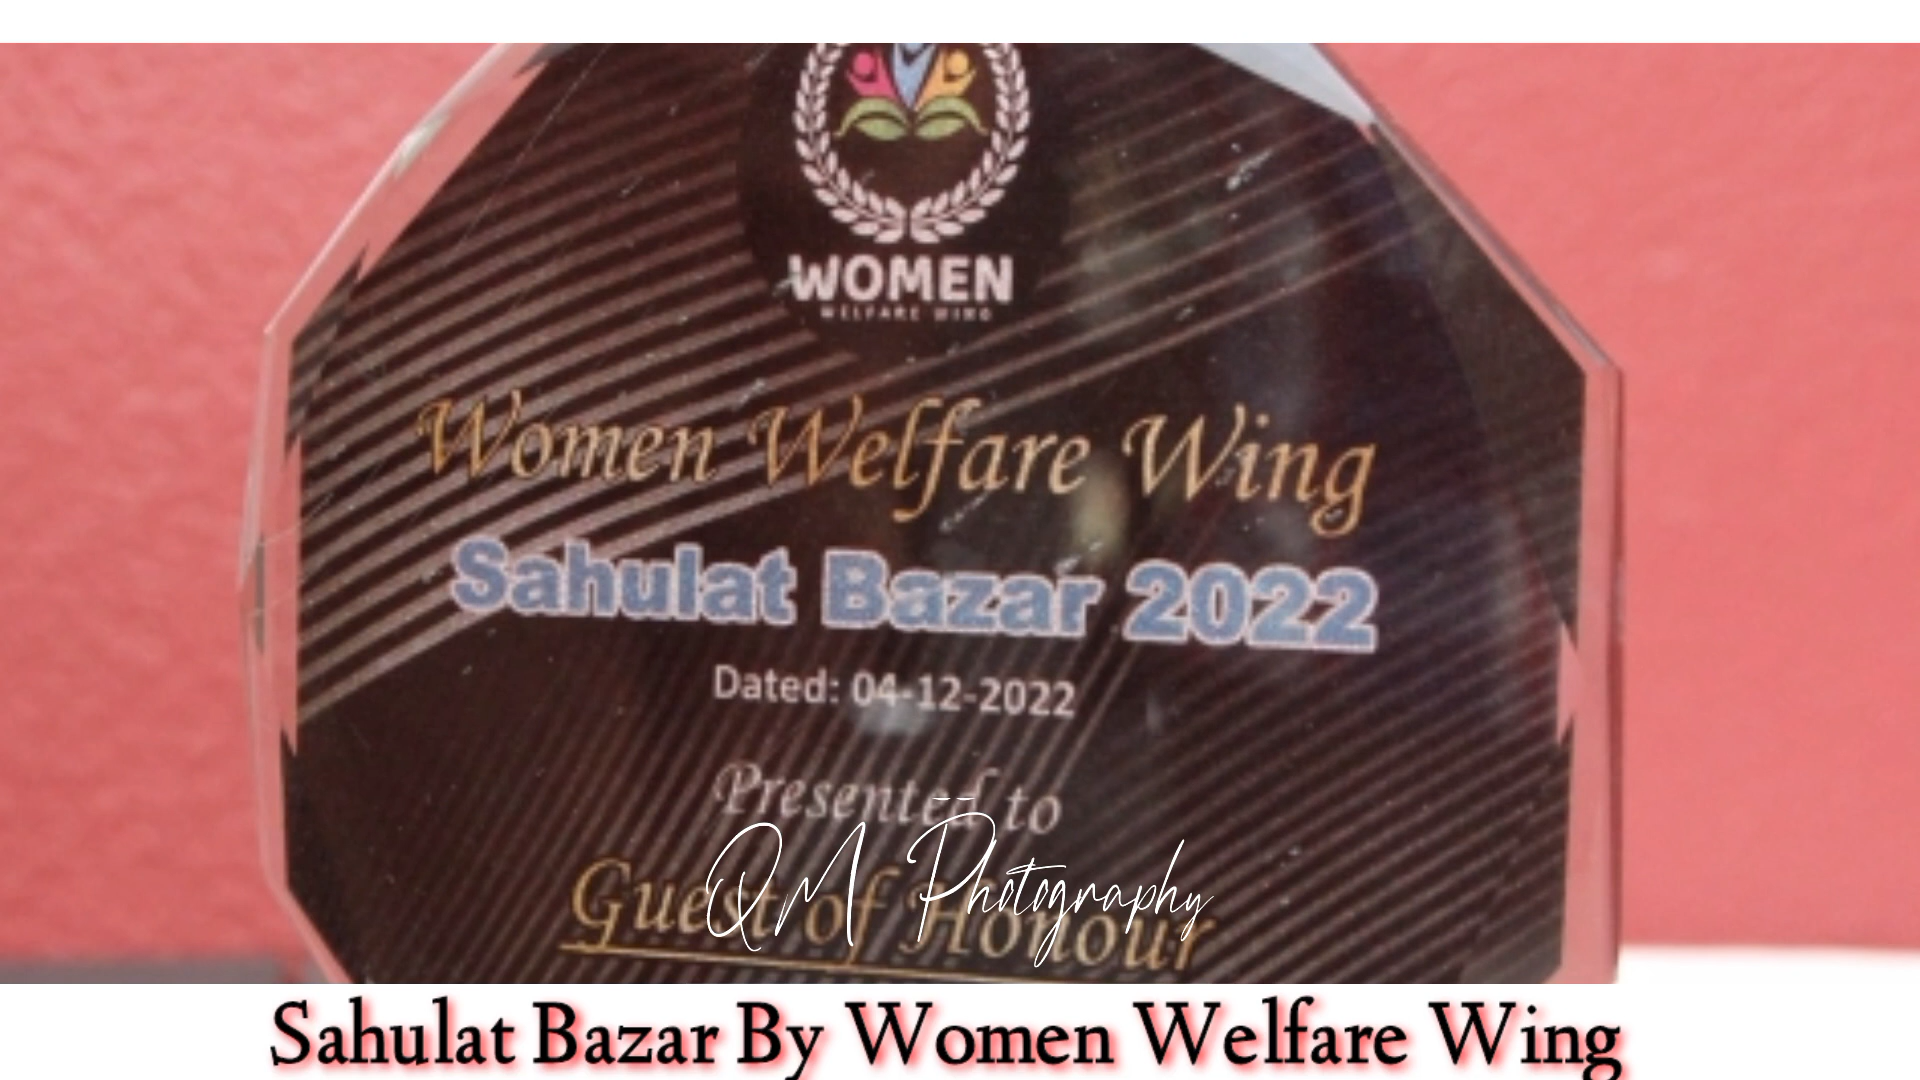 WOMEN
WELFARE WING
Women Welfare Wing
Sahulat Bazar 2022
Dated: 04-12-2022
Presented to
Guest of Honour
QM Photography
Sahulat Bazar By Women Welfare Wing